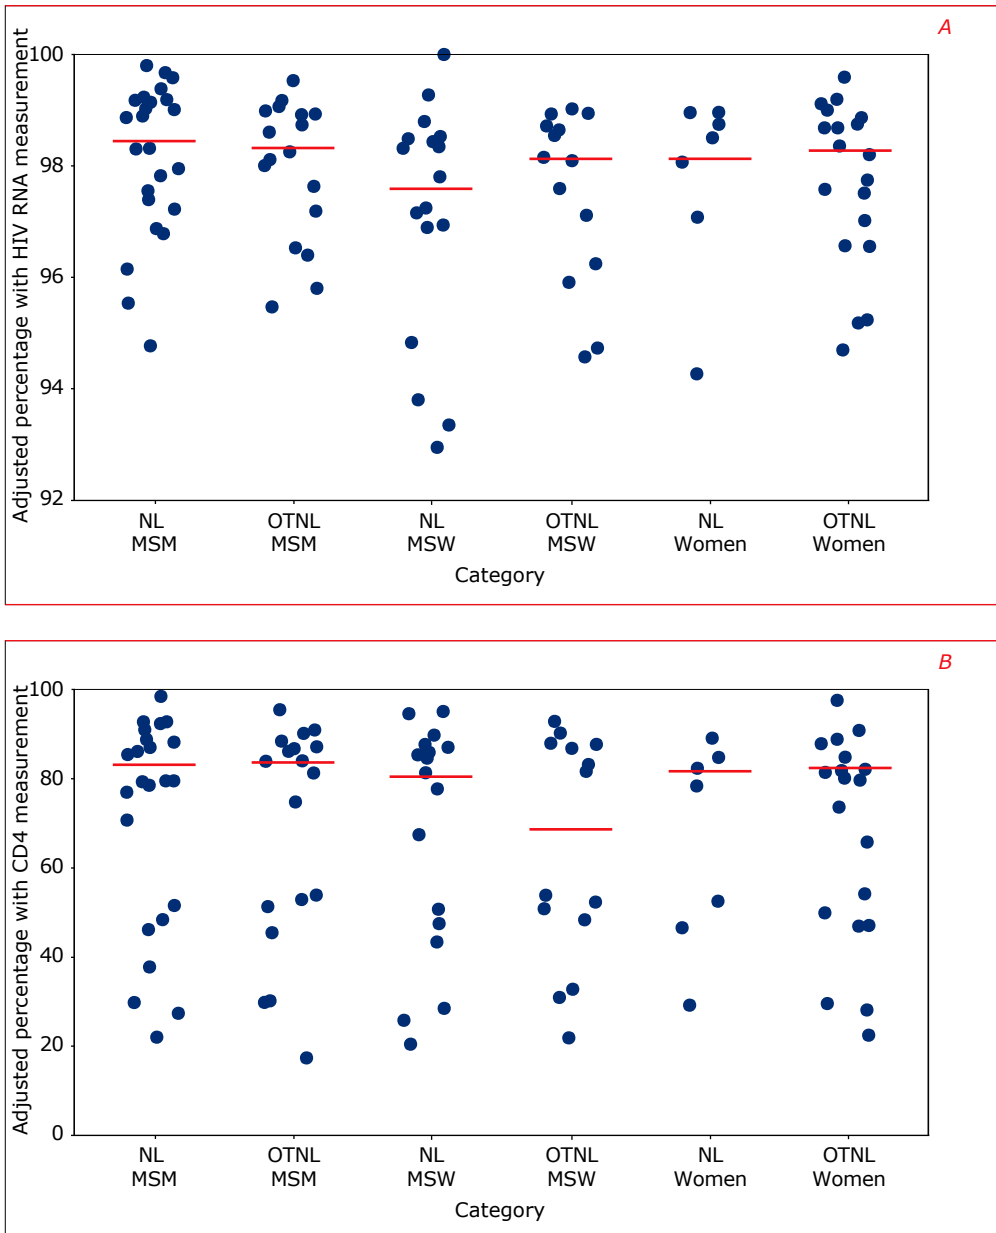 A
Adjusted percentage with HIV RNA measurement
100
98
96
94
92
NL
MSM
OTNL
MSM
NL
MSW
OTNL
MSW
NL
Women
OTNL
Women
Category
B
Adjusted percentage with CD4 measurement
100
80
60
40
20
0
NL
MSM
OTNL
MSM
NL
MSW
OTNL
MSW
NL
Women
OTNL
Women
Category